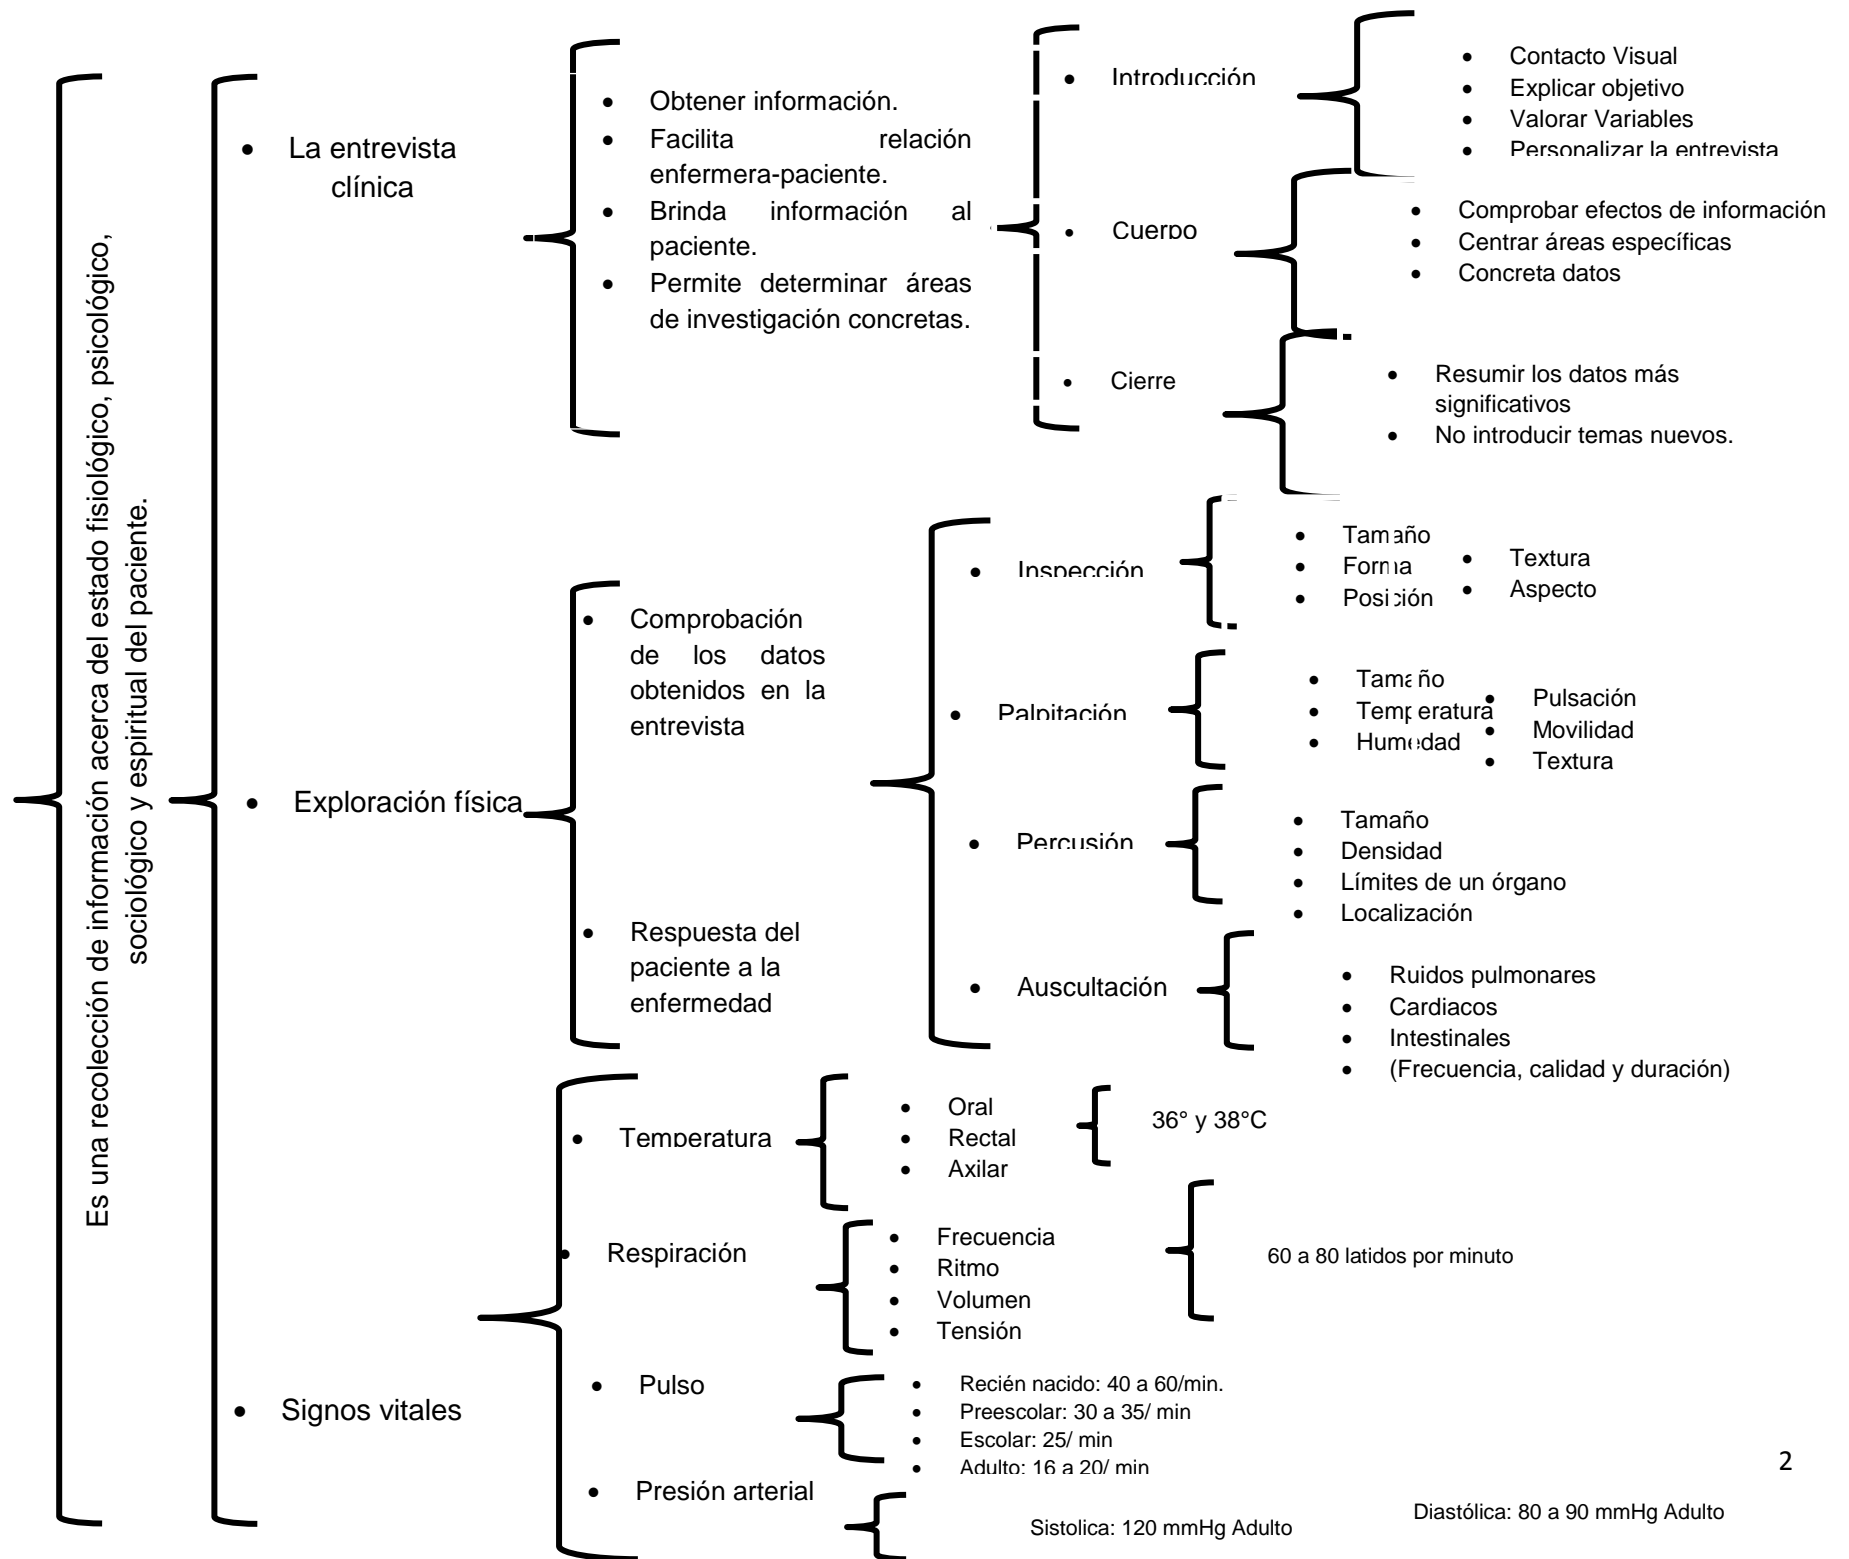 Es una recolección de información acerca del estado fisiológico, psicológico,
sociológico y espiritual del paciente.
• La entrevista
clínica
• Obtener información.
• Facilita relación
enfermera-paciente.
• Brinda información al
paciente.
• Permite determinar áreas
de investigación concretas.
• Introducción
• Contacto Visual
• Explicar objetivo
• Valorar Variables
• Personalizar la entrevista
• Cuerpo
• Comprobar efectos de información
• Centrar áreas específicas
• Concreta datos
• Cierre
• Resumir los datos más
significativos
• No introducir temas nuevos.
• Exploración física
• Comprobación
de los datos
obtenidos en la
entrevista
• Respuesta del
paciente a la
enfermedad
• Inspección
• Tamaño
• Forma
• Posición
• Textura
• Aspecto
• Palpitación
• Tamaño
• Temperatura
• Humedad
• Pulsación
• Movilidad
• Textura
• Percusión
• Tamaño
• Densidad
• Límites de un órgano
• Localización
• Auscultación
• Ruidos pulmonares
• Cardiacos
• Intestinales
• (Frecuencia, calidad y duración)
• Signos vitales
• Temperatura
• Oral
• Rectal
• Axilar
36° y 38°C
• Respiración
• Frecuencia
• Ritmo
• Volumen
• Tensión
60 a 80 latidos por minuto
• Pulso
• Recién nacido: 40 a 60/min.
• Preescolar: 30 a 35/ min
• Escolar: 25/ min
• Adulto: 16 a 20/ min
• Presión arterial
Sistolica: 120 mmHg Adulto
Diastólica: 80 a 90 mmHg Adulto
2